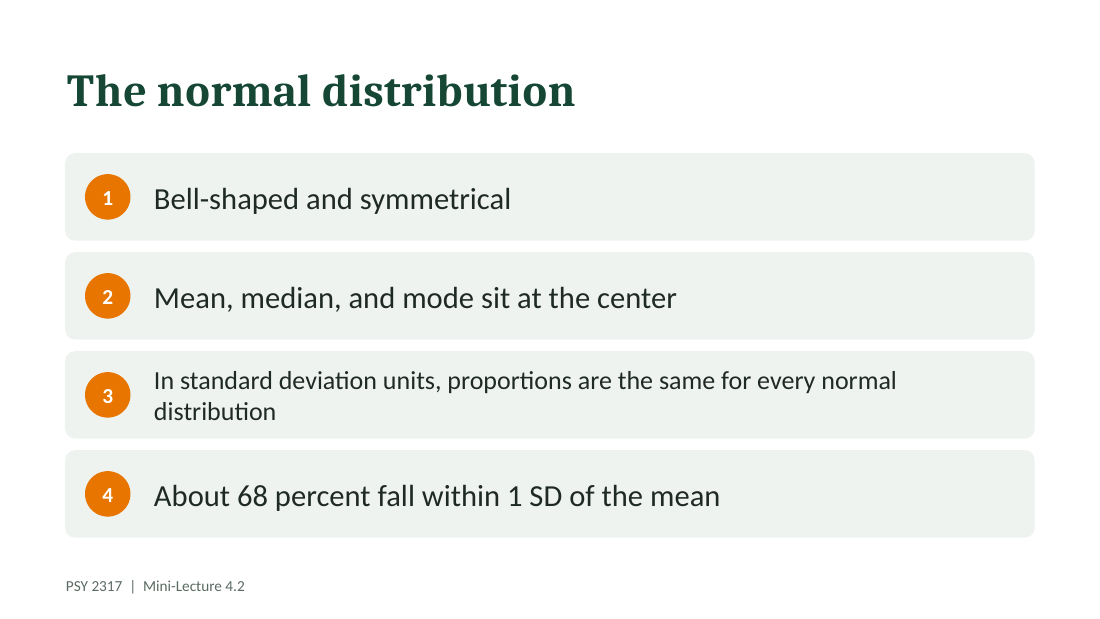 The normal distribution
1 Bell-shaped and symmetrical
2 Mean, median, and mode sit at the center
3 In standard deviation units, proportions are the same for every normal
distribution
4 About 68 percent fall within 1 SD of the mean
PSY 2317 | Mini-Lecture 4.2